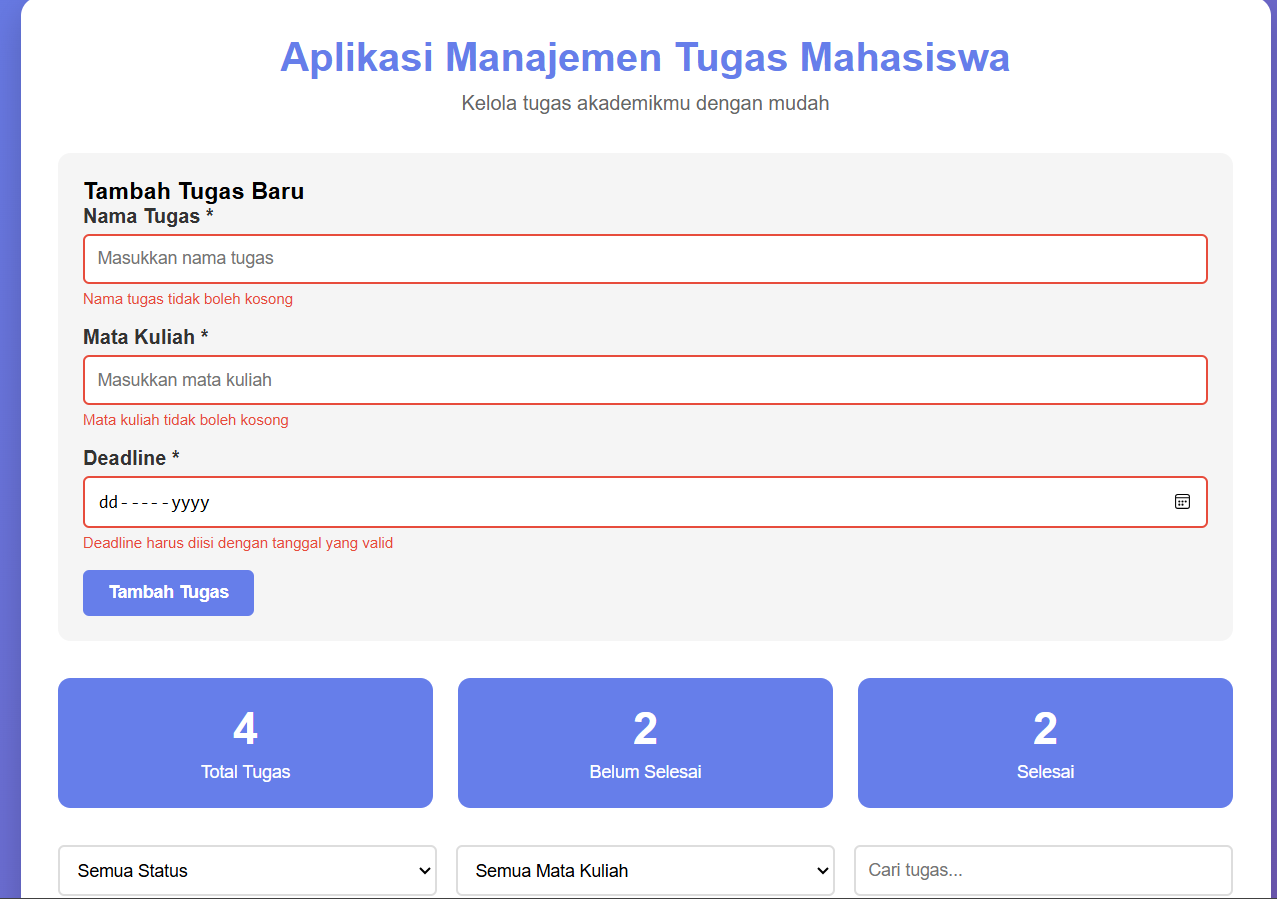 Aplikasi Manajemen Tugas Mahasiswa
Kelola tugas akademikmu dengan mudah
Tambah Tugas Baru
Nama Tugas *
Masukkan nama tugas
Nama tugas tidak boleh kosong
Mata Kuliah *
Masukkan mata kuliah
Mata kuliah tidak boleh kosong
Deadline *
dd-----yyyy
Deadline harus diisi dengan tanggal yang valid
Tambah Tugas
4 2 2
Total Tugas Belum Selesai Selesai
Semua Status Semua Mata Kuliah Cari tugas...